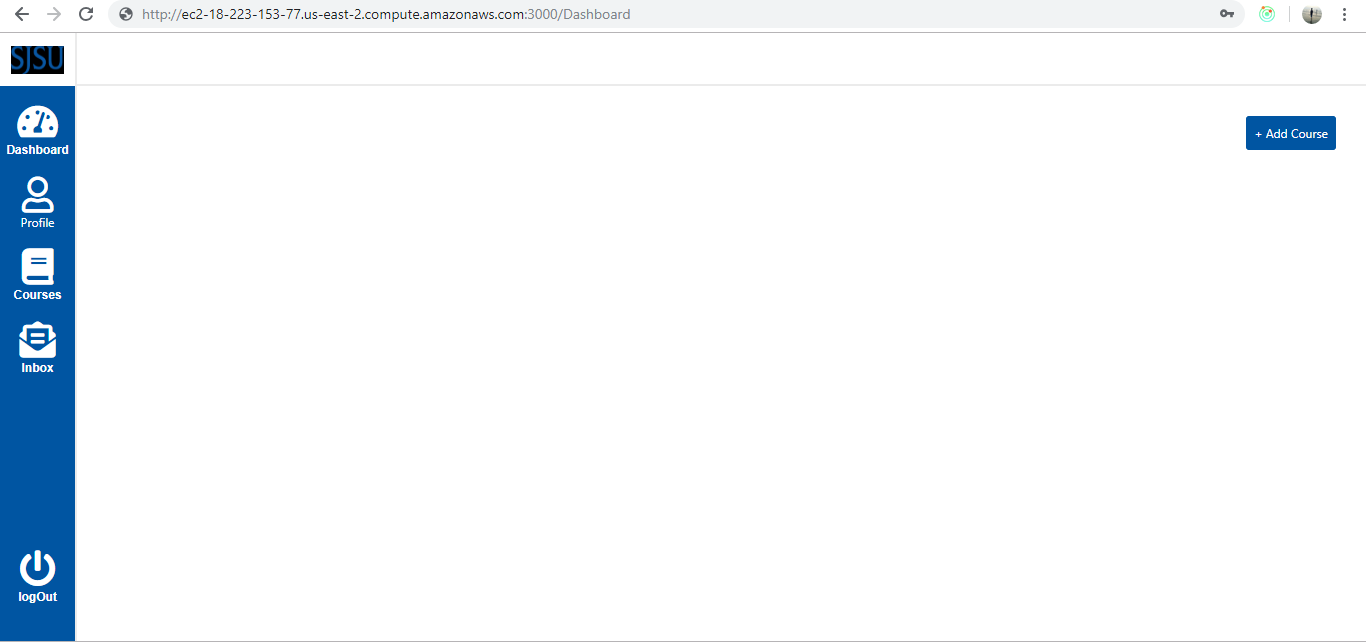 http://ec2-18-223-153-77.us-east-2.compute.amazonaws.com:3000/Dashboard
SJSU
+ Add Course
Dashboard
Profile
Courses
Inbox
logOut